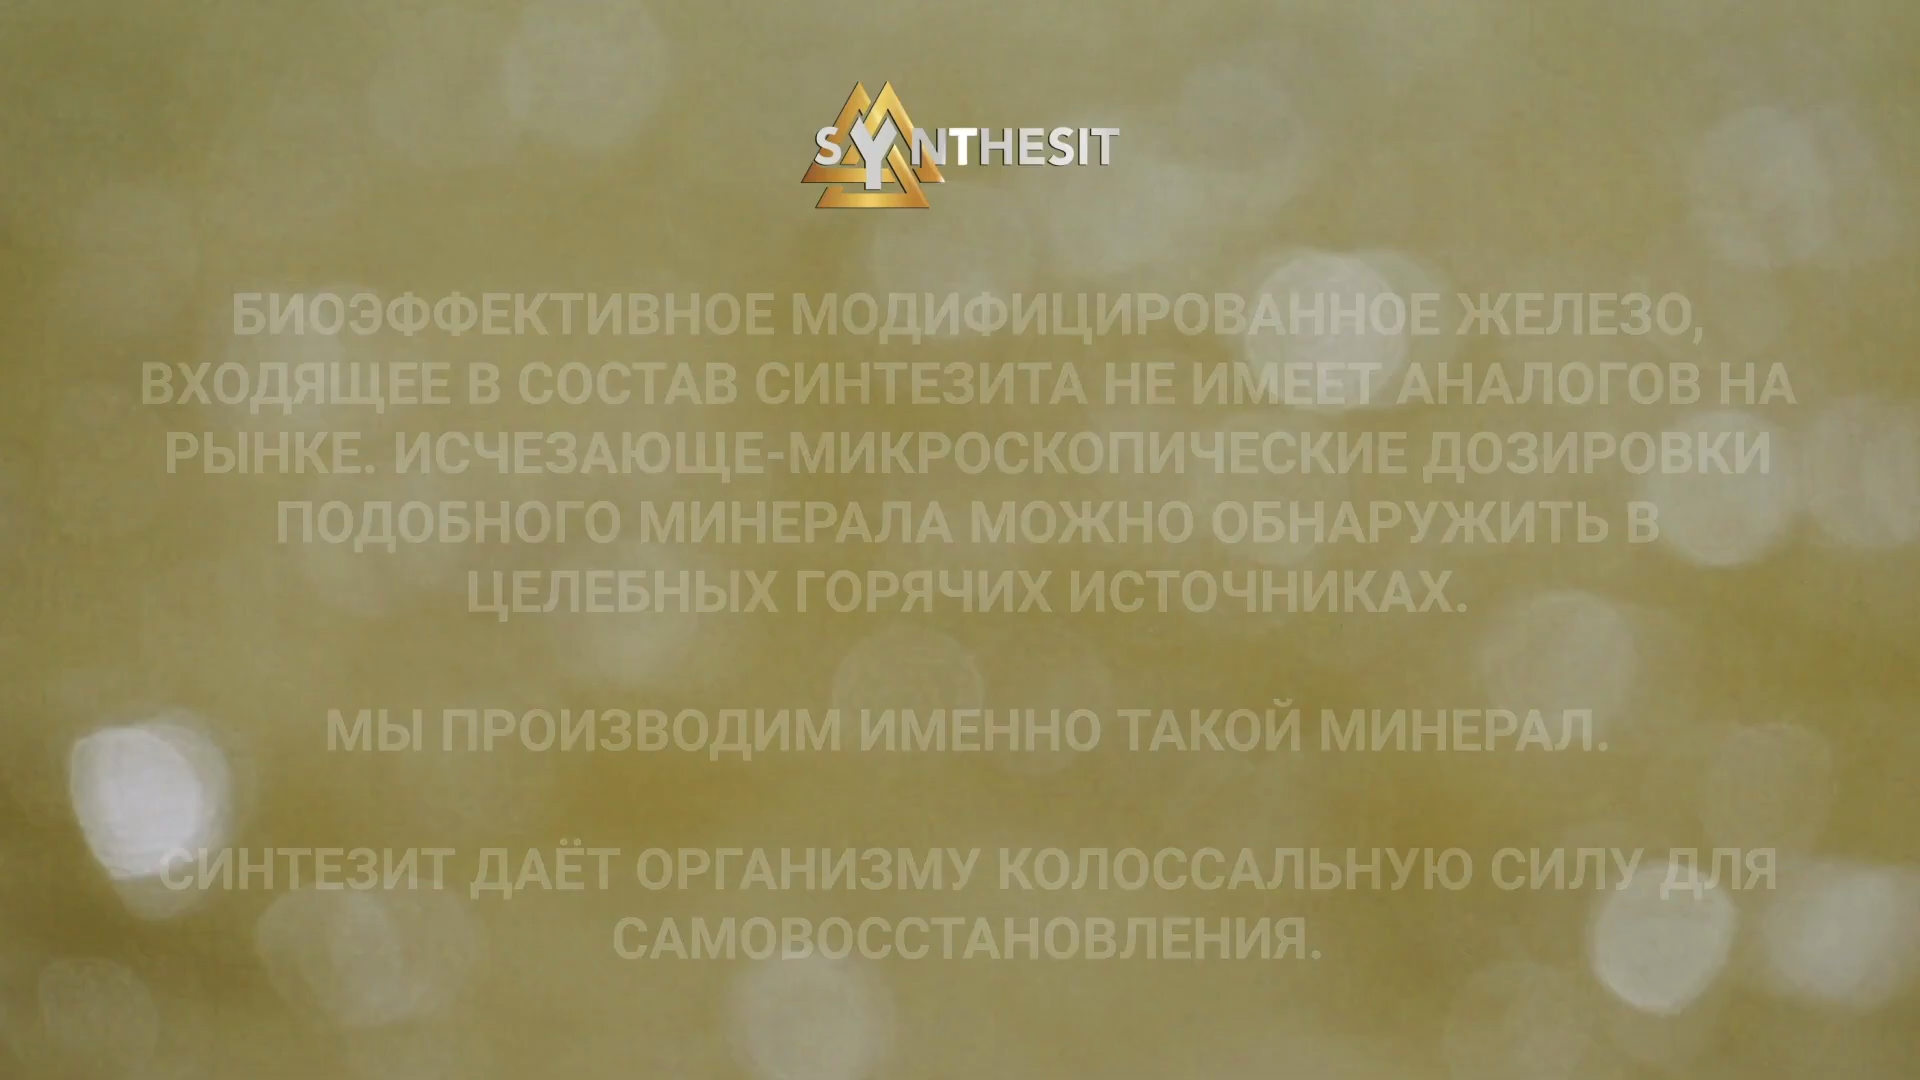 SYNTHESIT
БИОЭФФЕКТИВНОЕ МОДИФИЦИРОВАННОЕ ЖЕЛЕЗО,
ВХОДЯЩЕЕ В СОСТАВ СИНТЕЗИТА НЕ ИМЕЕТ АНАЛОГОВ НА
РЫНКЕ. ИСЧЕЗАЮЩЕ-МИКРОСКОПИЧЕСКИЕ ДОЗИРОВКИ
ПОДОБНОГО МИНЕРАЛА МОЖНО ОБНАРУЖИТЬ В
ЦЕЛЕБНЫХ ГОРЯЧИХ ИСТОЧНИКАХ.
МЫ ПРОИЗВОДИМ ИМЕННО ТАКОЙ МИНЕРАЛ.
СИНТЕЗИТ ДАЁТ ОРГАНИЗМУ КОЛОССАЛЬНУЮ СИЛУ ДЛЯ
САМОВОССТАНОВЛЕНИЯ.